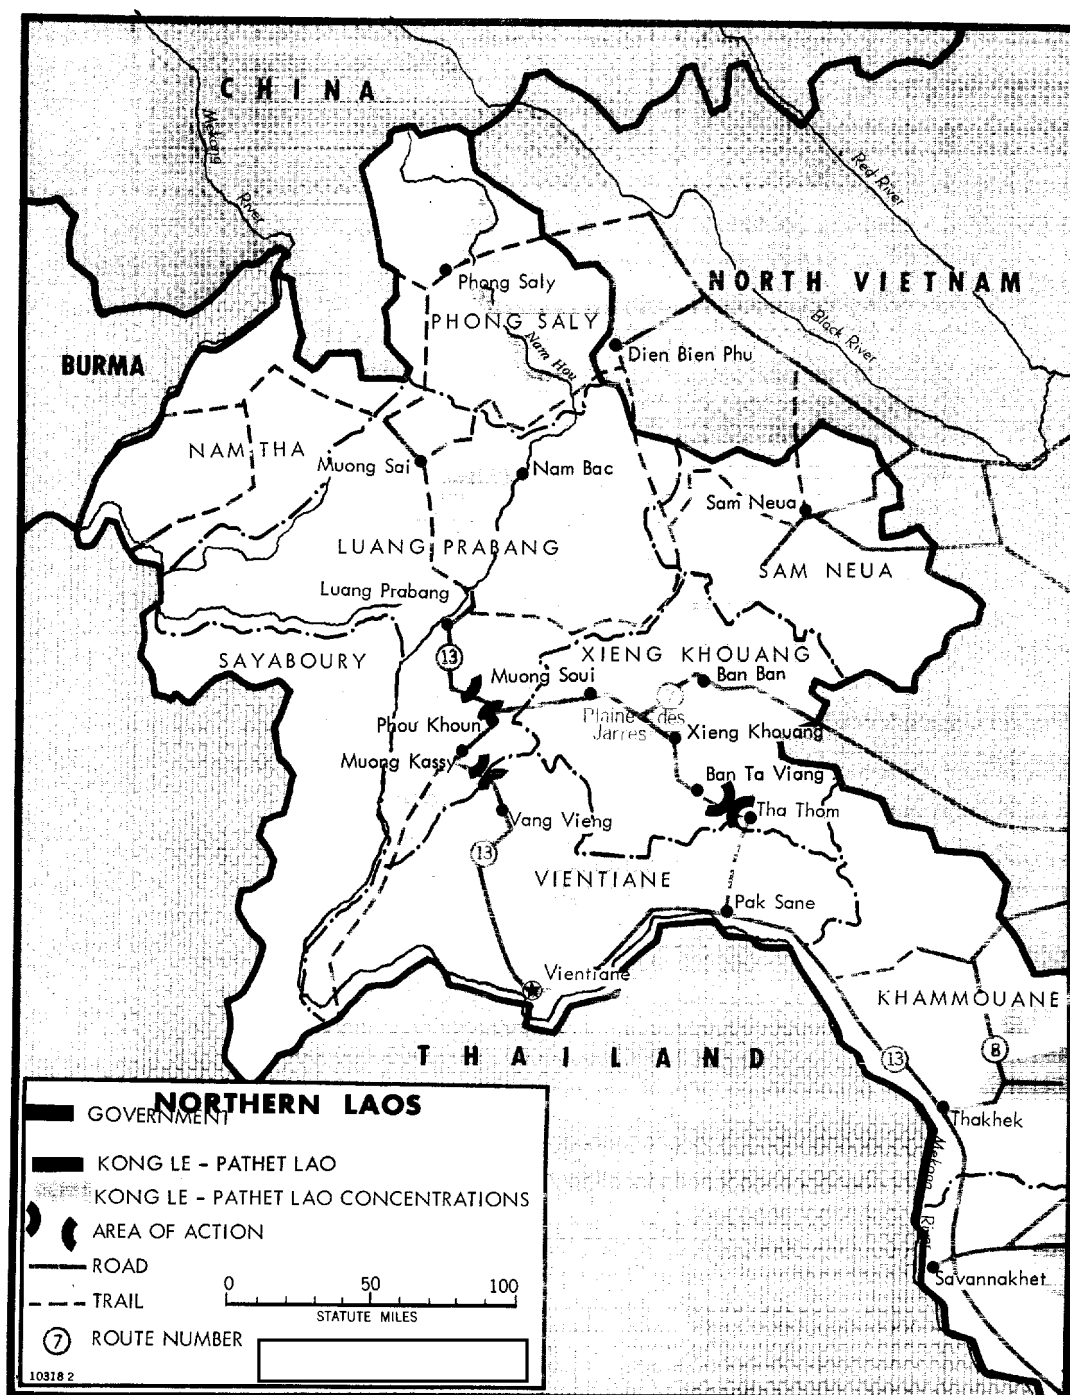 CHINA
Mekong
River
Red River
NORTH VIETNAM
Phong Saly
PHONG SALY
Black River
Nam Hou
Dien Bien Phu
BURMA
NAM THA
Muong Sai
Nam Bac
Sam Neua
LUANG PRABANG
SAM NEUA
Luang Prabang
SAYABOURY
13
XIENG KHOUANG
Muong Soui
Ban Ban
Plaine des
Jarres
Phou Khoun
Xieng Khouang
Muong Kassy
Ban Ta Viang
Tha Thom
Vang Vieng
13
VIENTIANE
Pak Sane
Vientiane
KHAMMOUANE
THAILAND
13
8
Thakhek
Mekong
River
Savannakhet
NORTHERN LAOS
GOVERNMENT
KONG LE - PATHET LAO
KONG LE - PATHET LAO CONCENTRATIONS
AREA OF ACTION
ROAD
0 50 100
TRAIL
STATUTE MILES
7 ROUTE NUMBER
10318 2